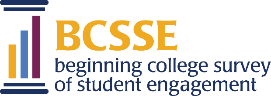 BCSSE
beginning college survey
of student engagement